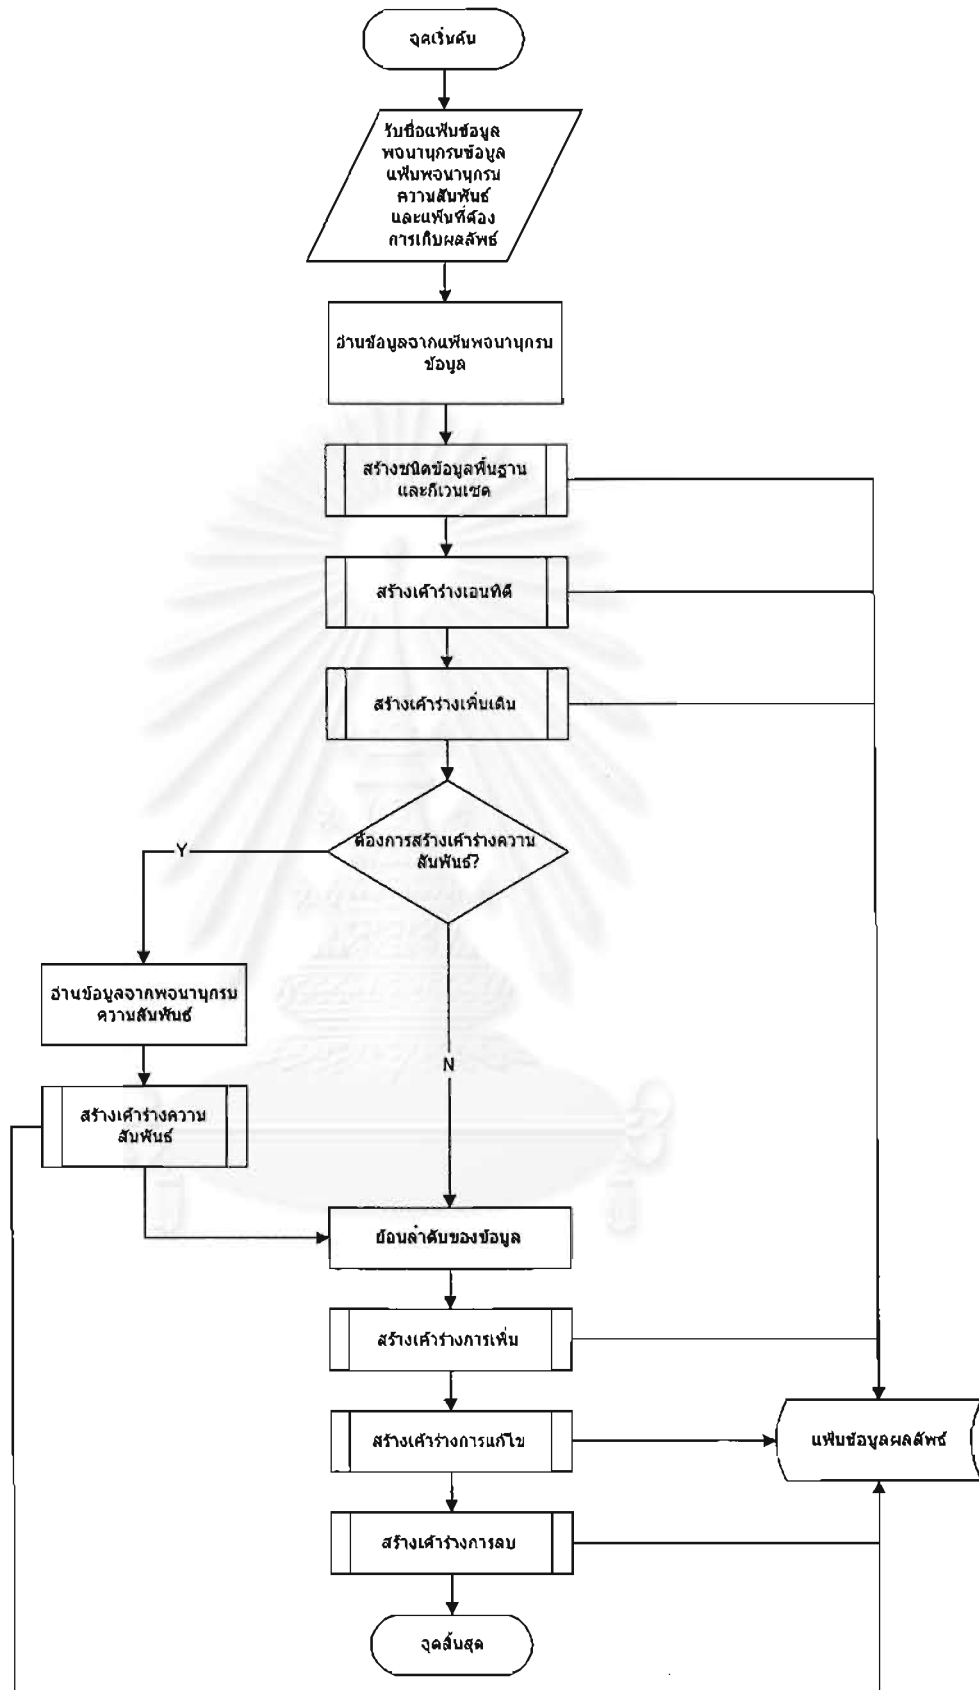 จุดเริ่มต้น
รับชื่อแฟ้มข้อมูล
พจนานุกรมข้อมูล
แฟ้มพจนานุกรม
ความสัมพันธ์
และแฟ้มที่ต้อง
การเก็บผลลัพธ์
อ่านข้อมูลจากแฟ้มพจนานุกรม
ข้อมูล
สร้างชนิดข้อมูลพื้นฐาน
และกิเวนเซต
สร้างเค้าร่างเอนทิตี
สร้างเค้าร่างเพิ่มเติม
ต้องการสร้างเค้าร่างความ
สัมพันธ์?
Y
อ่านข้อมูลจากพจนานุกรม
ความสัมพันธ์
N
สร้างเค้าร่างความ
สัมพันธ์
ย้อนลำดับของข้อมูล
สร้างเค้าร่างการเพิ่ม
สร้างเค้าร่างการแก้ไข
แฟ้มข้อมูลผลลัพธ์
สร้างเค้าร่างการลบ
จุดสิ้นสุด